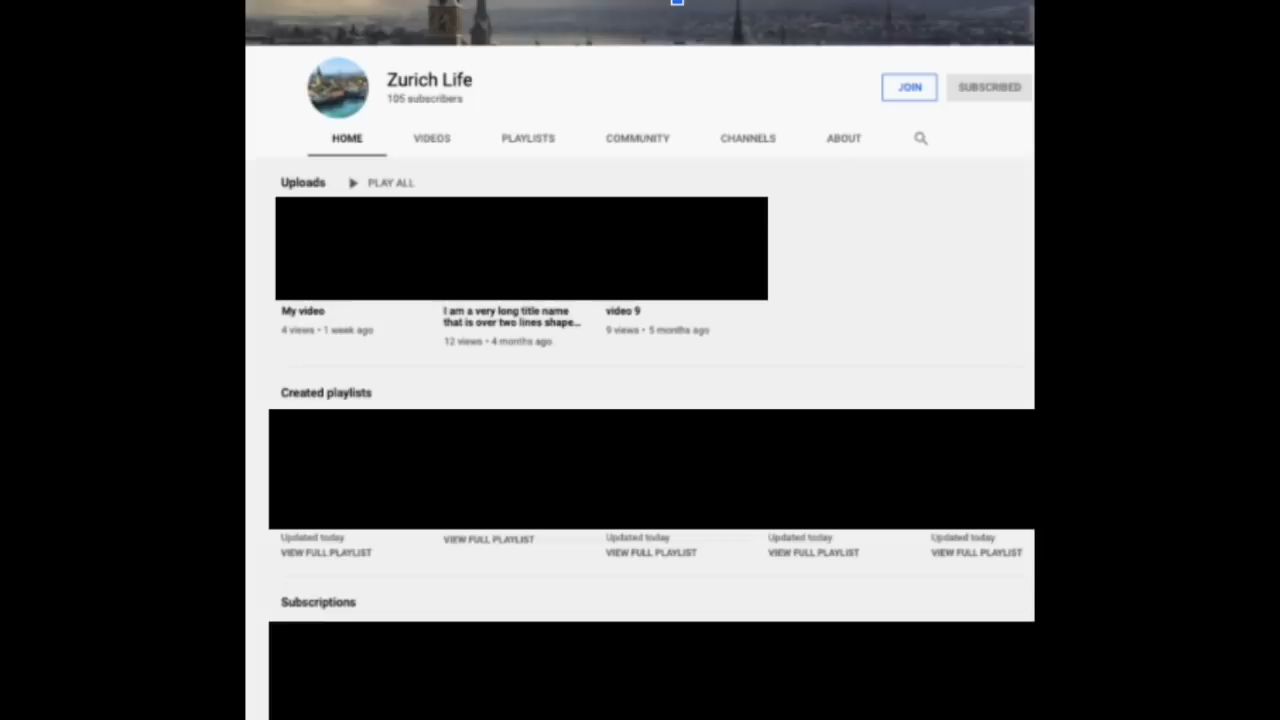 Zurich Life
105 subscribers
JOIN
SUBSCRIBED
HOME VIDEOS PLAYLISTS COMMUNITY CHANNELS ABOUT
Uploads PLAY ALL
My video
4 views • 1 week ago
I am a very long title name
that is over two lines shape...
12 views • 4 months ago
video 9
9 views • 5 months ago
Created playlists
Updated today
VIEW FULL PLAYLIST
VIEW FULL PLAYLIST
Updated today
VIEW FULL PLAYLIST
Updated today
VIEW FULL PLAYLIST
Updated today
VIEW FULL PLAYLIST
Subscriptions